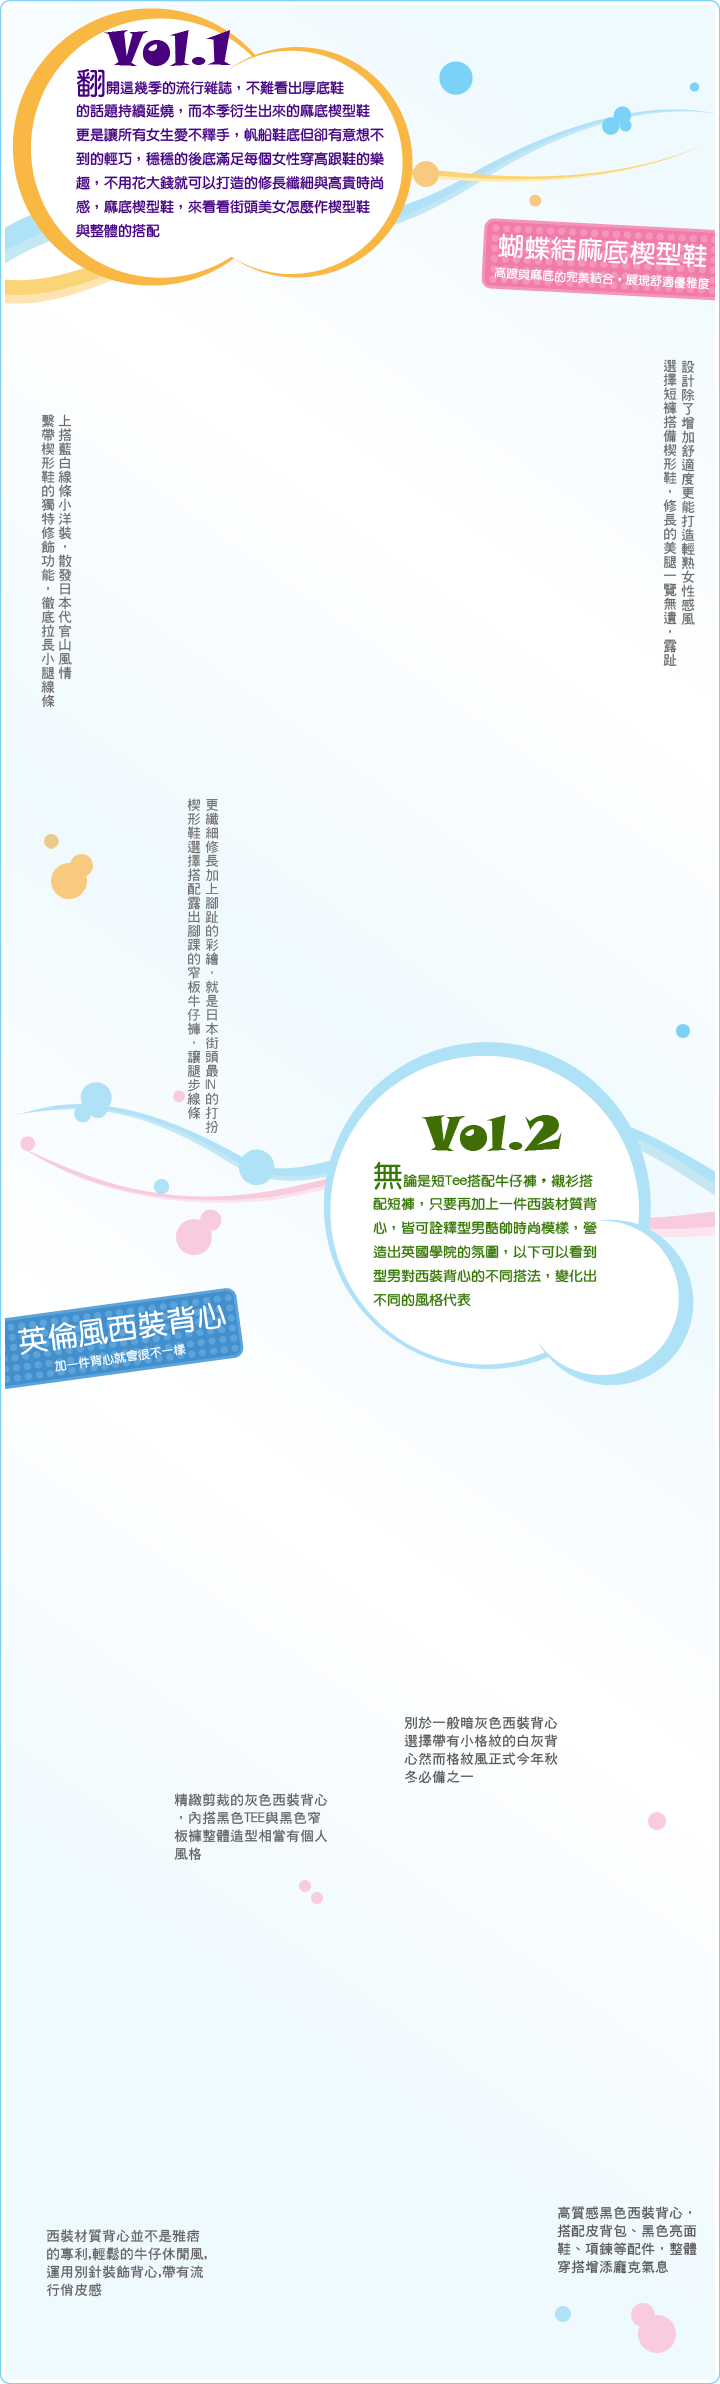 Vol.1
翻開這幾季的流行雜誌，不難看出厚底鞋
的話題持續延燒，而本季衍生出來的麻底楔型鞋
更是讓所有女生愛不釋手，帆船鞋底但卻有意想不
到的輕巧，穩穩的後底滿足每個女性穿高跟鞋的樂
趣，不用花大錢就可以打造的修長纖細與高貴時尚
感，麻底楔型鞋，來看看街頭美女怎麼作楔型鞋
與整體的搭配
蝴蝶結麻底楔型鞋
高跟與麻底的完美結合，展現舒適優雅度
設計除了增加舒適度更能打造輕熟女性感風
選擇短褲搭備楔形鞋，修長的美腿一覽無遺，露趾
上搭藍白線條小洋裝，散發日本代官山風情
繫帶楔形鞋的獨特修飾功能，徹底拉長小腿線條
更纖細修長加上腳趾的彩繪，就是日本街頭最IN的打扮
楔形鞋選擇搭配露出腳踝的窄板牛仔褲，讓腿步線條
Vol.2
無論是短Tee搭配牛仔褲，襯衫搭
配短褲，只要再加上一件西裝材質背
心，皆可詮釋型男酷帥時尚模樣，營
造出英國學院的氛圍，以下可以看到
型男對西裝背心的不同搭法，變化出
不同的風格代表
英倫風西裝背心
加一件背心就會很不一樣
別於一般暗灰色西裝背心
選擇帶有小格紋的白灰背
心然而格紋風正式今年秋
冬必備之一
精緻剪裁的灰色西裝背心
，內搭黑色TEE與黑色窄
板褲整體造型相當有個人
風格
高質感黑色西裝背心，
搭配皮背包、黑色亮面
鞋、項鍊等配件，整體
穿搭增添龐克氣息
西裝材質背心並不是雅痞
的專利,輕鬆的牛仔休閒風,
運用別針裝飾背心,帶有流
行俏皮感